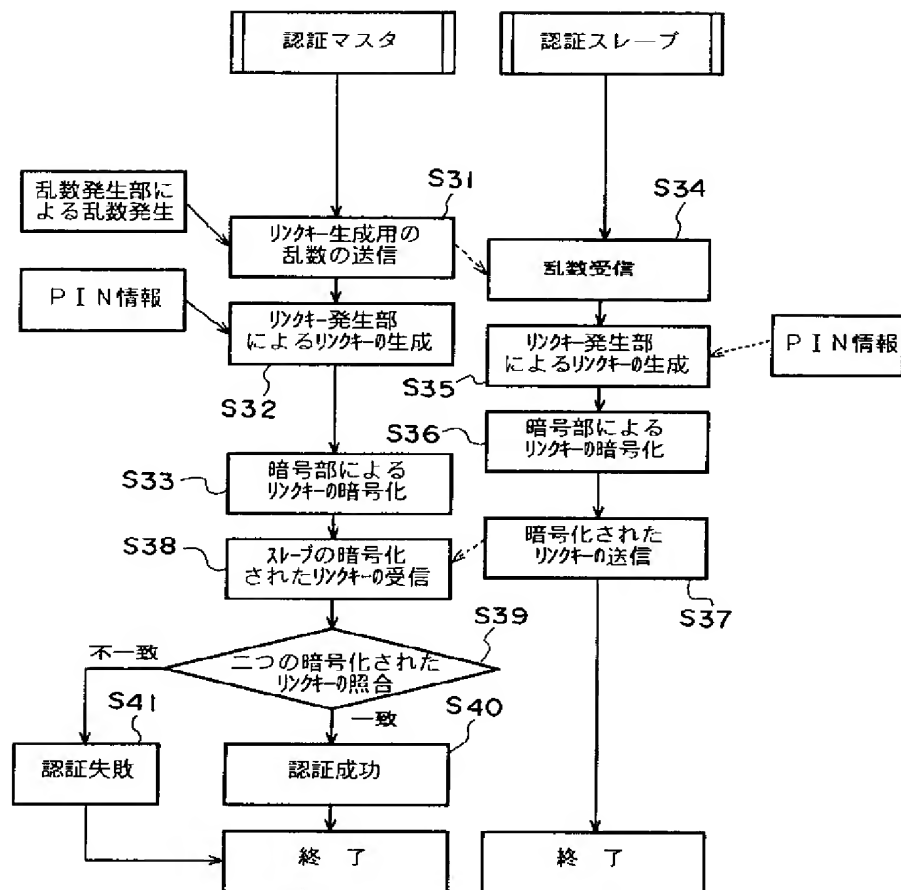 認証マスタ
認証スレーブ
S31
S34
乱数発生部に
よる乱数発生
リンクキー生成用の
乱数の送信
乱数受信
PIN情報
リンクキー発生部
によるリンクキーの生成
S32
リンクキー発生部
によるリンクキーの生成
S35
PIN情報
S36
暗号部による
リンクキーの暗号化
S33
暗号部による
リンクキーの暗号化
S38
スレーブの暗号化
されたリンクキーの受信
暗号化された
リンクキーの送信
S37
S39
不一致
二つの暗号化された
リンクキーの照合
S41
一致
S40
認証失敗
認証成功
終 了
終 了